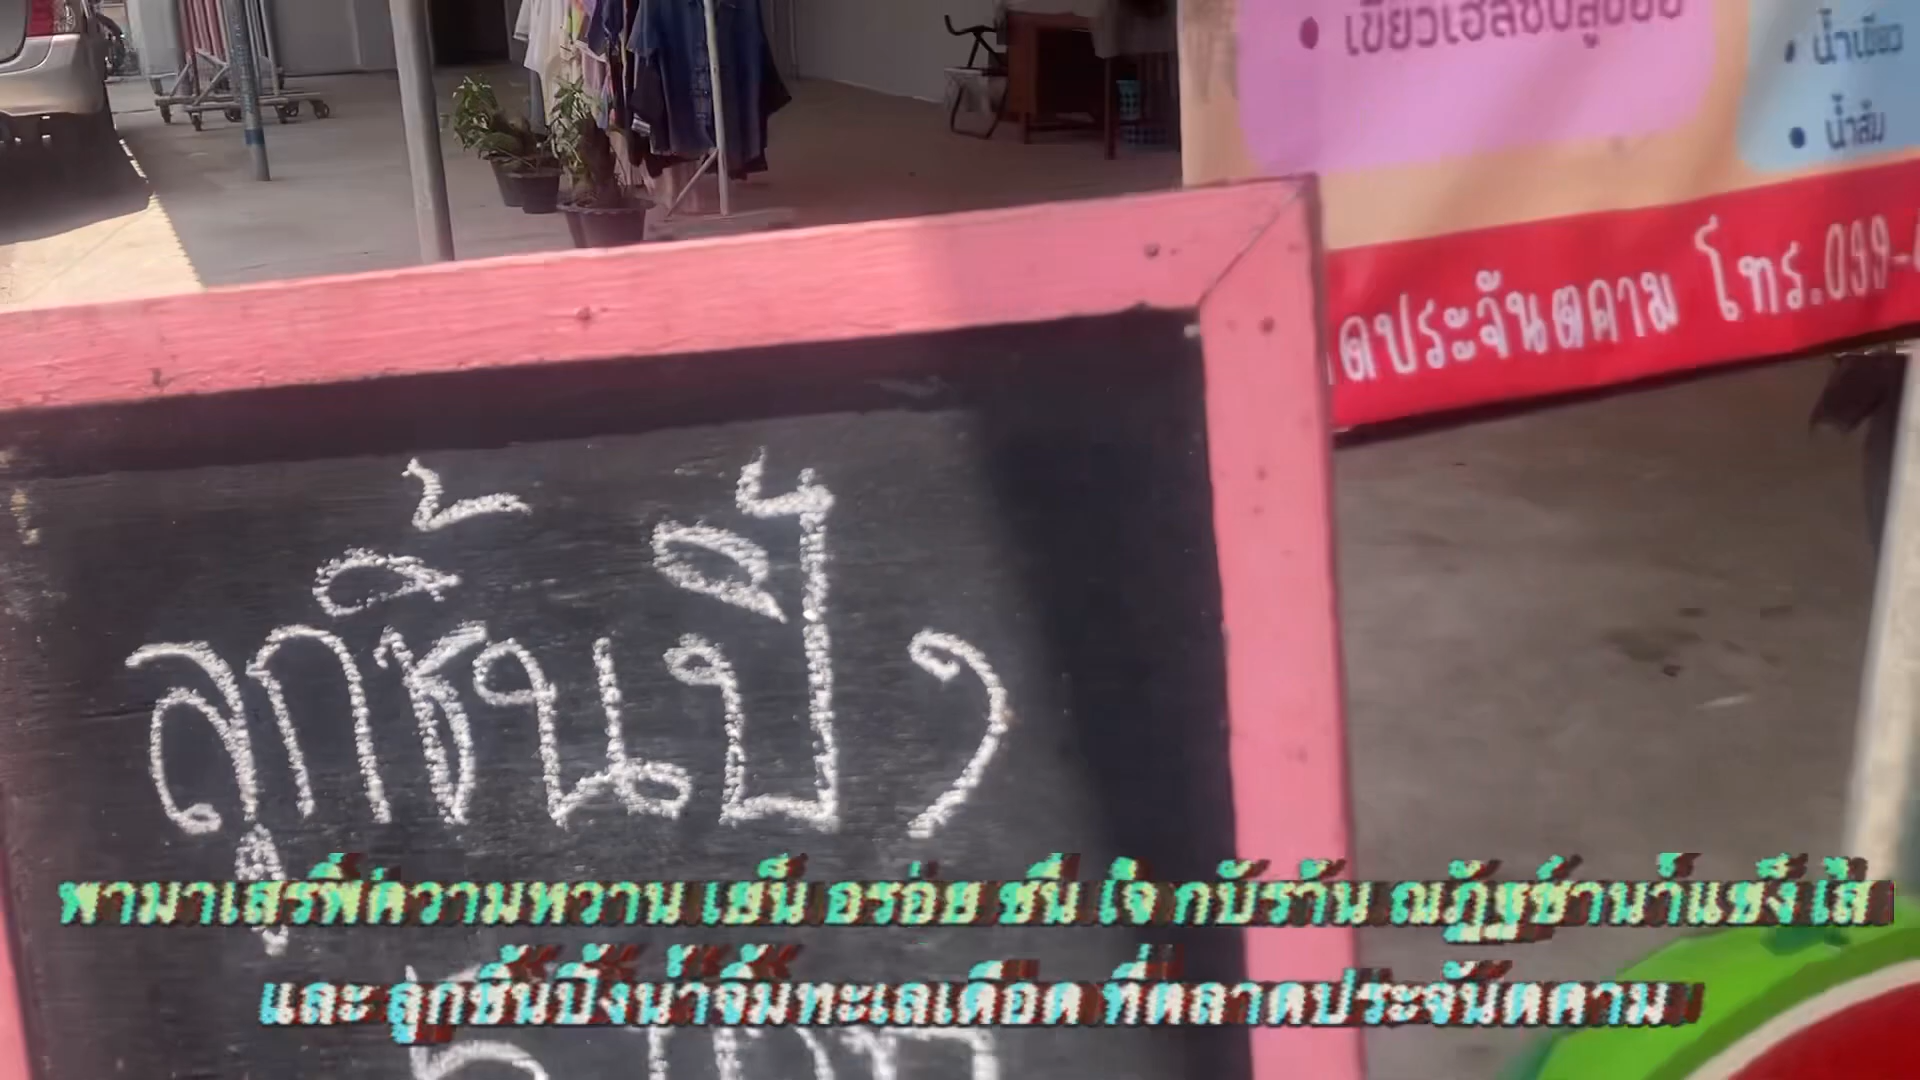 เขียวเฮลซ์บลูบอย
น้ำเขียว
น้ำส้ม
ดประจันตคาม โทร.099-
ลูกชิ้นปิ้ง
พามาเสริฟ์ความหวาน เย็น อร่อย ชื่น ใจ กับร้าน ณัฏฐ์ชาน้ำแข็งใส
และ ลูกชิ้นปิ้งน้ำจิ้มทะเลเดือด ที่ตลาดประจันตคาม